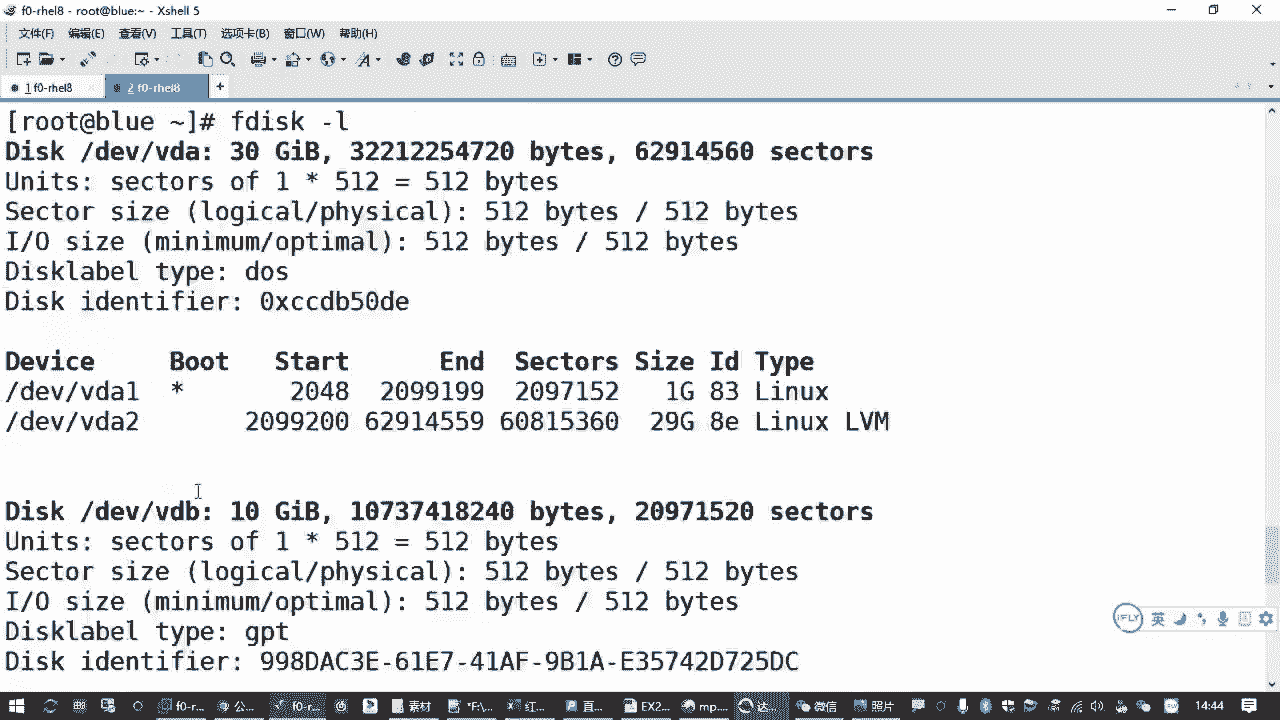 f0-rhel8 - root@blue:~ - Xshell 5
文件(F) 编辑(E) 查看(V) 工具(T) 选项卡(B) 窗口(W) 帮助(H)
1 f0-rhel8 2 f0-rhel8 +
[root@blue ~]# fdisk -l
Disk /dev/vda: 30 GiB, 32212254720 bytes, 62914560 sectors
Units: sectors of 1 * 512 = 512 bytes
Sector size (logical/physical): 512 bytes / 512 bytes
I/O size (minimum/optimal): 512 bytes / 512 bytes
Disklabel type: dos
Disk identifier: 0xccdb50de
Device Boot Start End Sectors Size Id Type
/dev/vda1 * 2048 2099199 2097152 1G 83 Linux
/dev/vda2 2099200 62914559 60815360 29G 8e Linux LVM
Disk /dev/vdb: 10 GiB, 10737418240 bytes, 20971520 sectors
Units: sectors of 1 * 512 = 512 bytes
Sector size (logical/physical): 512 bytes / 512 bytes
I/O size (minimum/optimal): 512 bytes / 512 bytes
Disklabel type: gpt
Disk identifier: 998DAC3E-61E7-41AF-9B1A-E35742D725DC
iFLY 英
f0-r... 公... f0-r... 素材 *F:\... 红... 直... EX2... mp... 达... 微信 照片 14:44